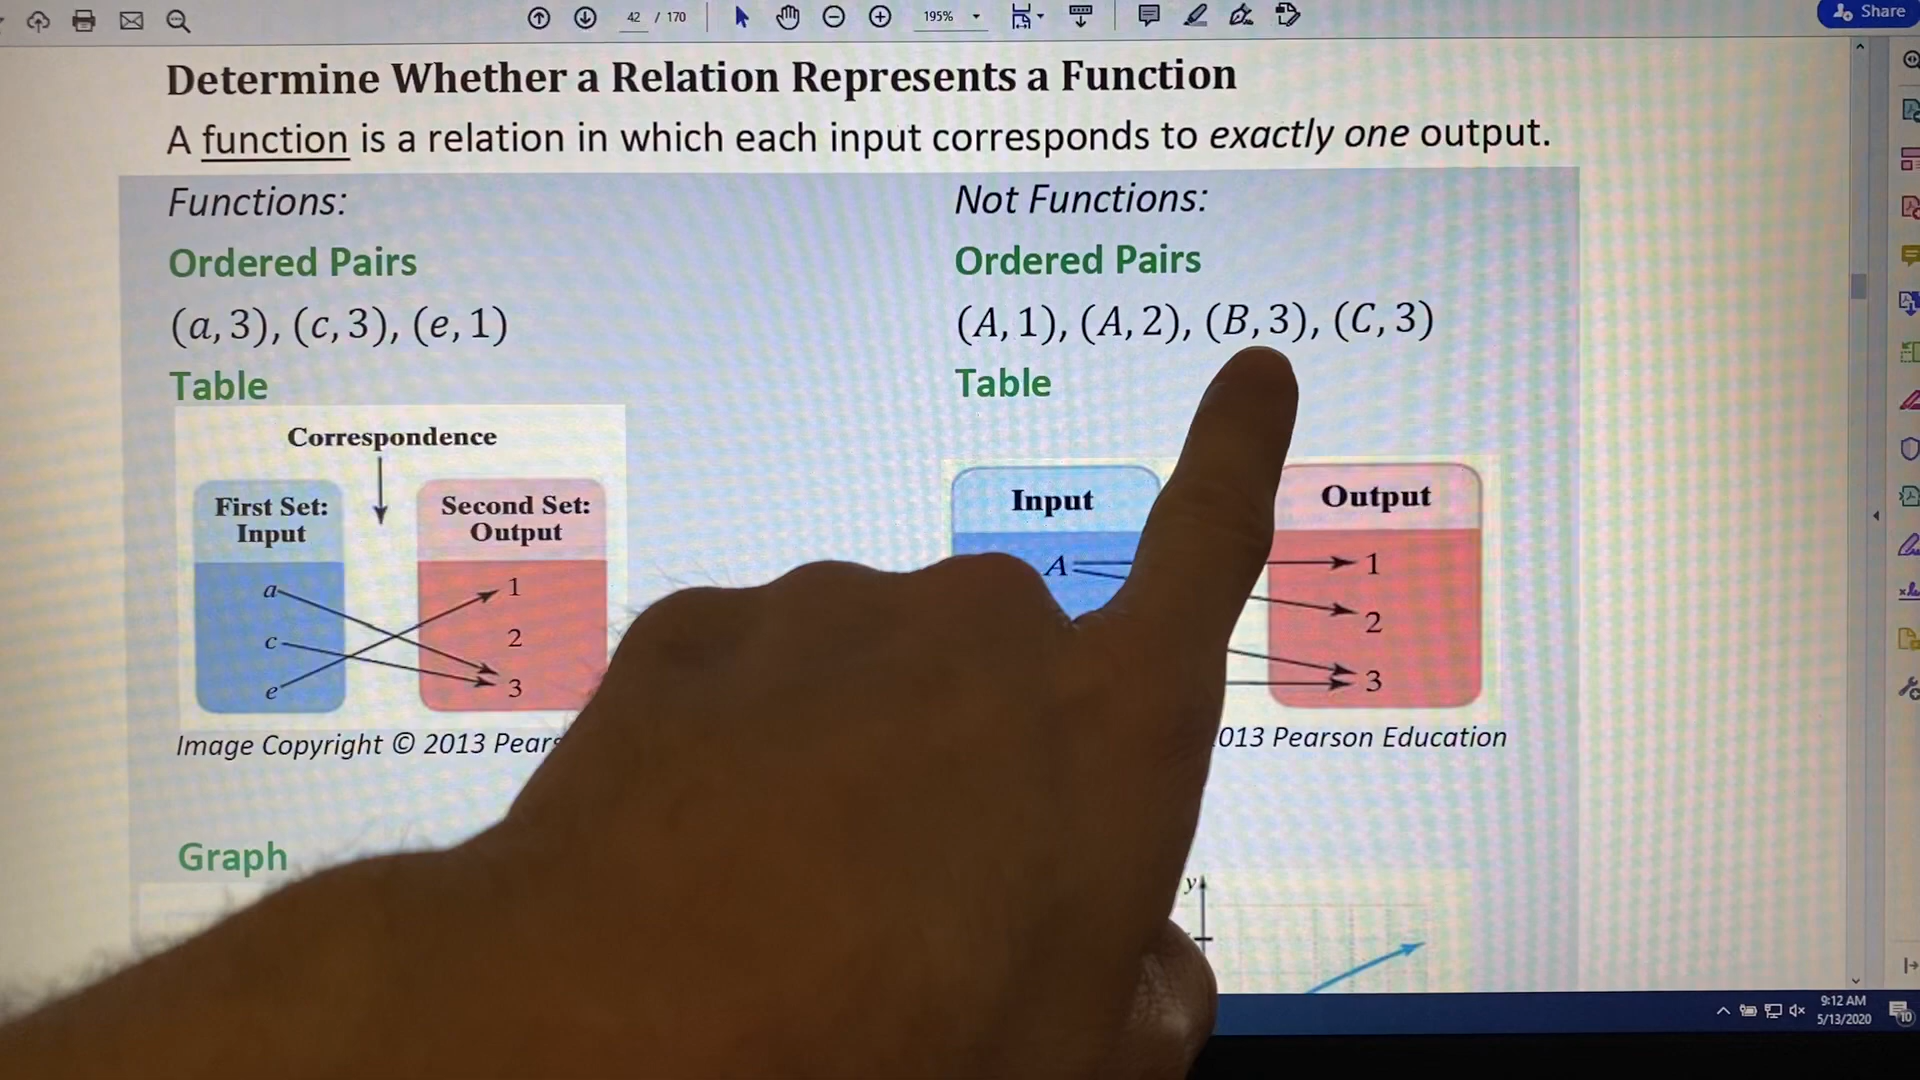 42 / 170
195%
Share
Determine Whether a Relation Represents a Function
A function is a relation in which each input corresponds to exactly one output.
Functions:
Ordered Pairs
(a, 3), (c, 3), (e, 1)
Table
Correspondence
First Set:
Input
Second Set:
Output
a
c
e
1
2
3
Image Copyright © 2013
Graph
Not Functions:
Ordered Pairs
(A, 1), (A, 2), (B, 3), (C, 3)
Table
Input
Output
A
1
2
3
013 Pearson Education
y
9:12 AM
5/13/2020
10